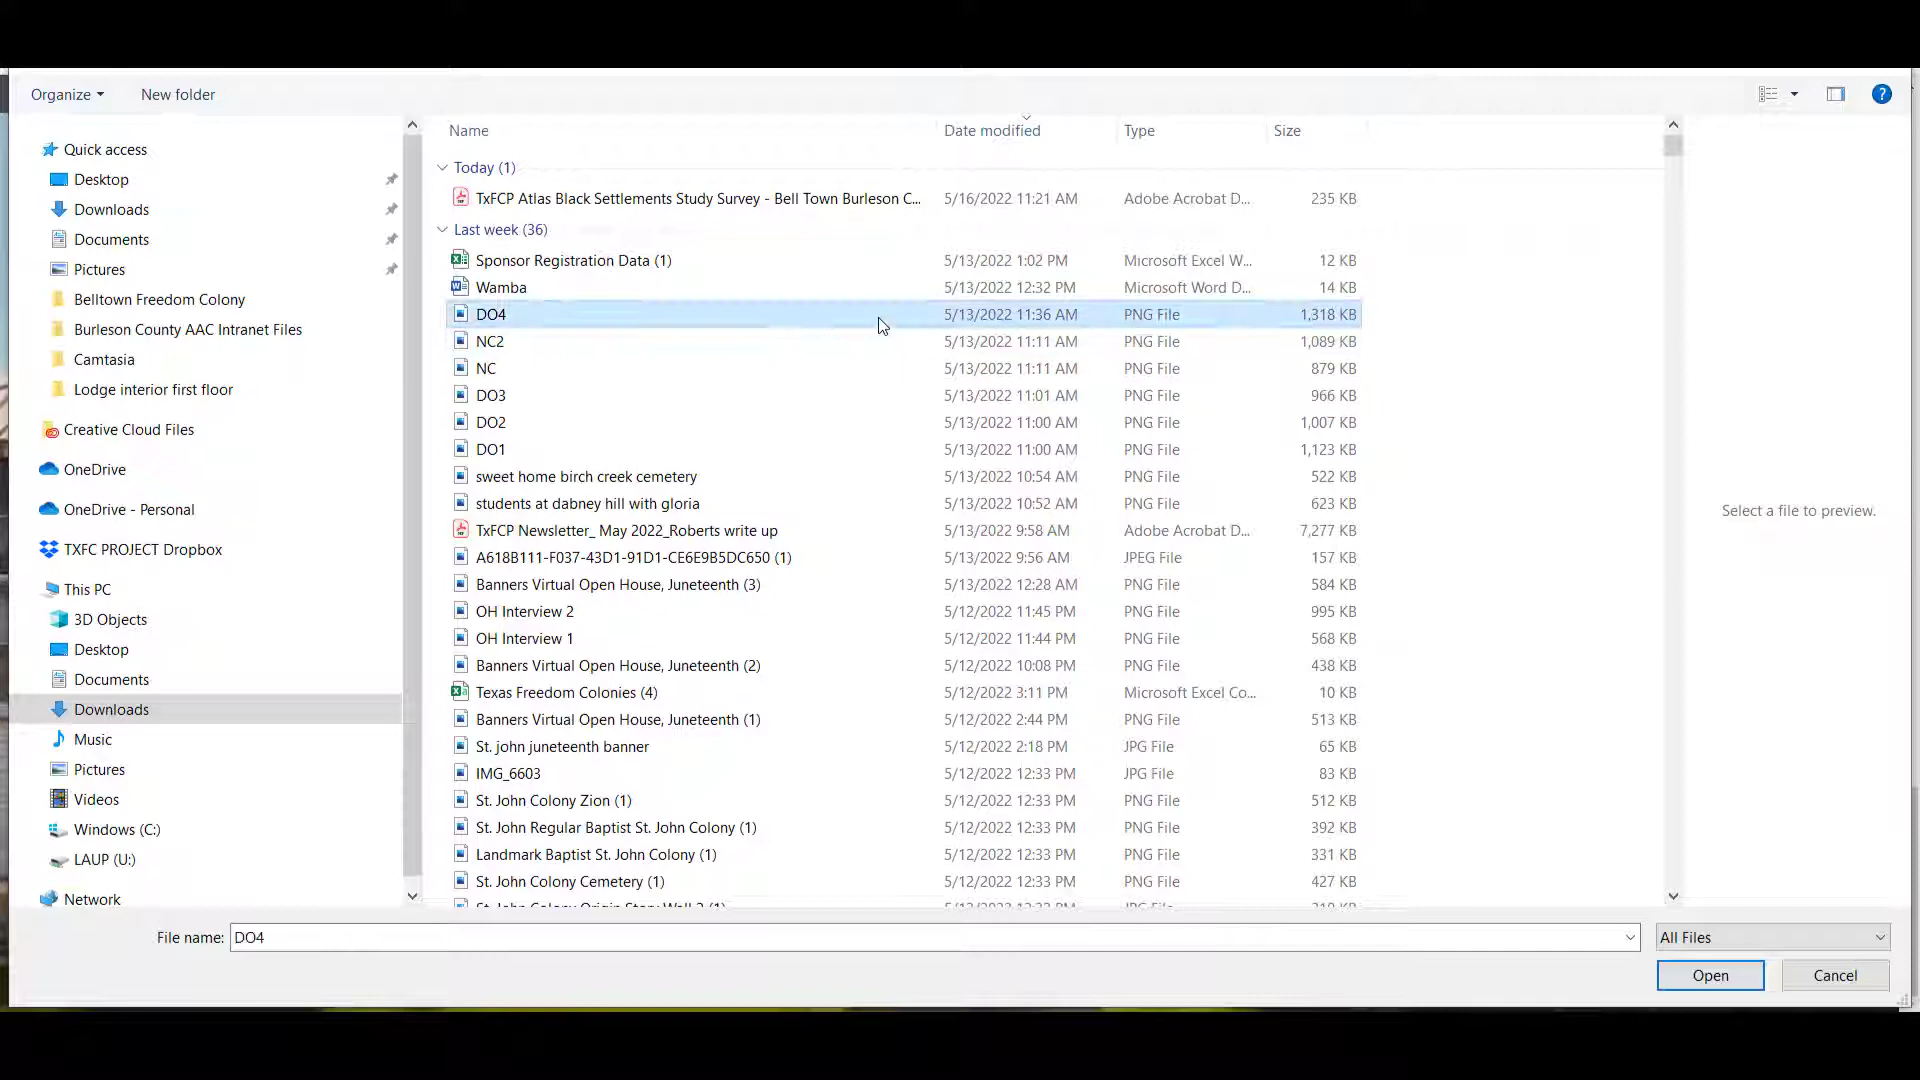 Organize New folder
Name Date modified Type Size
Quick access
Desktop
Downloads
Documents
Pictures
Belltown Freedom Colony
Burleson County AAC Intranet Files
Camtasia
Lodge interior first floor
Creative Cloud Files
OneDrive
OneDrive - Personal
TXFC PROJECT Dropbox
This PC
3D Objects
Desktop
Documents
Downloads
Music
Pictures
Videos
Windows (C:)
LAUP (U:)
Network
Today (1)
TxFCP Atlas Black Settlements Study Survey - Bell Town Burleson C... 5/16/2022 11:21 AM Adobe Acrobat D... 235 KB
Last week (36)
Sponsor Registration Data (1) 5/13/2022 1:02 PM Microsoft Excel W... 12 KB
Wamba 5/13/2022 12:32 PM Microsoft Word D... 14 KB
DO4 5/13/2022 11:36 AM PNG File 1,318 KB
NC2 5/13/2022 11:11 AM PNG File 1,089 KB
NC 5/13/2022 11:11 AM PNG File 879 KB
DO3 5/13/2022 11:01 AM PNG File 966 KB
DO2 5/13/2022 11:00 AM PNG File 1,007 KB
DO1 5/13/2022 11:00 AM PNG File 1,123 KB
sweet home birch creek cemetery 5/13/2022 10:54 AM PNG File 522 KB
students at dabney hill with gloria 5/13/2022 10:52 AM PNG File 623 KB
TxFCP Newsletter_ May 2022_Roberts write up 5/13/2022 9:58 AM Adobe Acrobat D... 7,277 KB
A618B111-F037-43D1-91D1-CE6E9B5DC650 (1) 5/13/2022 9:56 AM JPEG File 157 KB
Banners Virtual Open House, Juneteenth (3) 5/13/2022 12:28 AM PNG File 584 KB
OH Interview 2 5/12/2022 11:45 PM PNG File 995 KB
OH Interview 1 5/12/2022 11:44 PM PNG File 568 KB
Banners Virtual Open House, Juneteenth (2) 5/12/2022 10:08 PM PNG File 438 KB
Texas Freedom Colonies (4) 5/12/2022 3:11 PM Microsoft Excel Co... 10 KB
Banners Virtual Open House, Juneteenth (1) 5/12/2022 2:44 PM PNG File 513 KB
St. john juneteenth banner 5/12/2022 2:18 PM JPG File 65 KB
IMG_6603 5/12/2022 12:33 PM JPG File 83 KB
St. John Colony Zion (1) 5/12/2022 12:33 PM PNG File 512 KB
St. John Regular Baptist St. John Colony (1) 5/12/2022 12:33 PM PNG File 392 KB
Landmark Baptist St. John Colony (1) 5/12/2022 12:33 PM PNG File 331 KB
St. John Colony Cemetery (1) 5/12/2022 12:33 PM PNG File 427 KB
Select a file to preview.
File name: DO4 All Files
Open Cancel